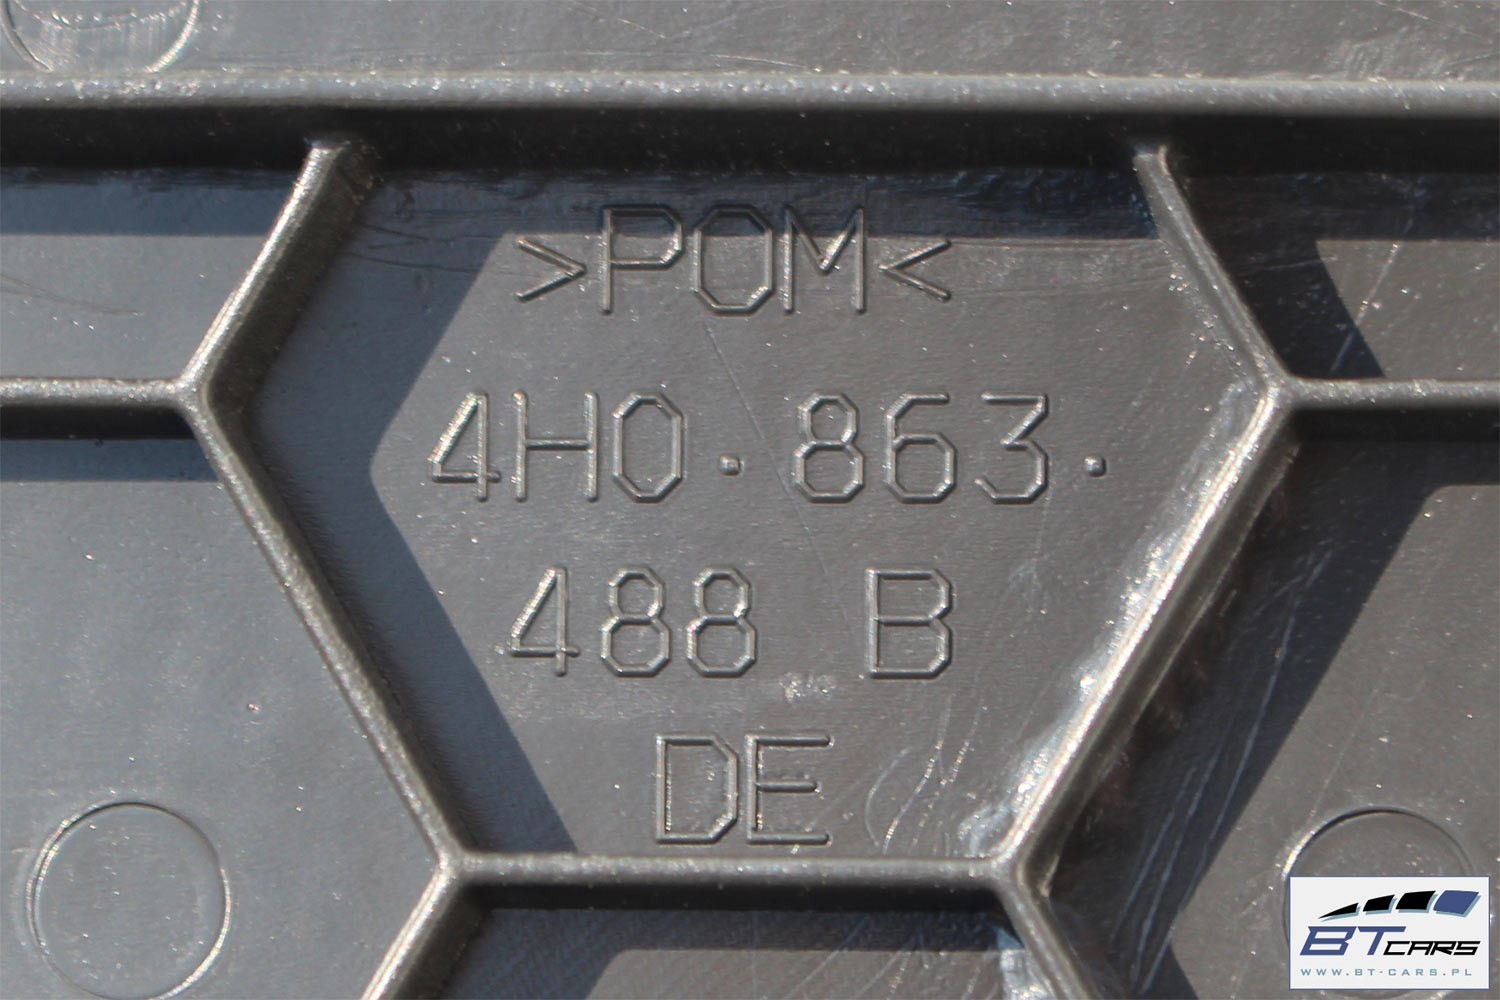 >POM<
4H0.863.
488 B
DE
BT CARS
WWW.BT-CARS.PL